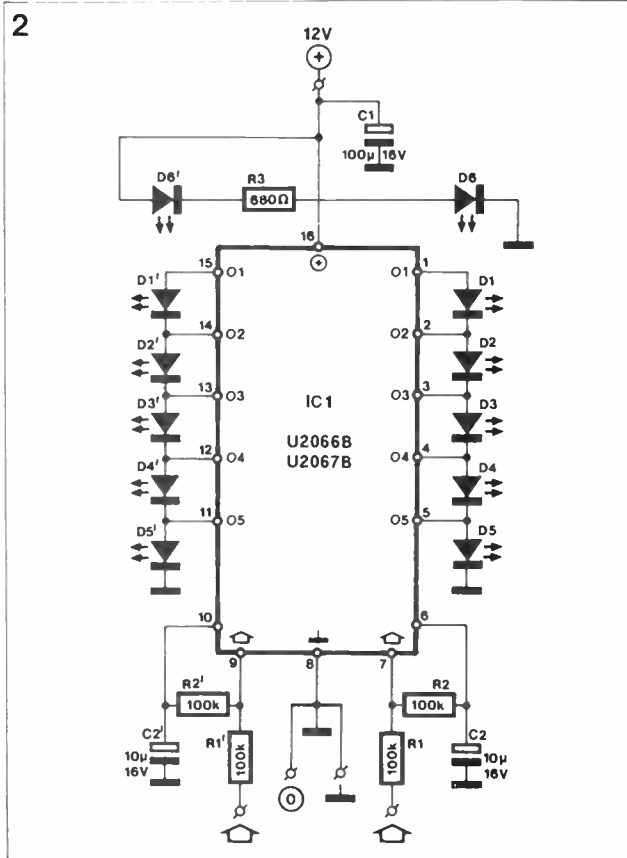 2
12V
+
C1
100µ 16V
D6' R3 D6
680Ω
16
+
15 O1 O1 1
D1' D1
14 O2 O2 2
D2' D2
13 O3 O3 3
D3' IC1 D3
U2066B
12 O4 O4 4
U2067B
D4' D4
11 O5 O5 5
D5' D5
10 6
9 8 7
R2' R2
100k 100k
C2' R1' R1 C2
10µ 100k 100k 10µ
16V 16V
0